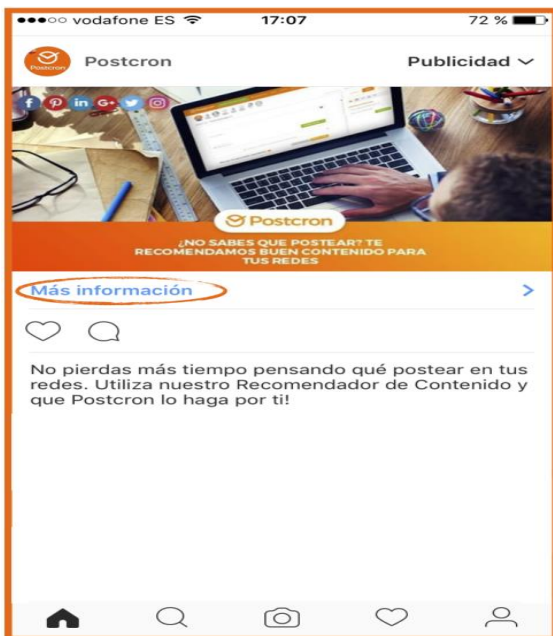 vodafone ES 17:07 72 %
Postcron
Postcron Publicidad
Postcron
¿NO SABES QUE POSTEAR? TE
RECOMENDAMOS BUEN CONTENIDO PARA
TUS REDES
Más información
No pierdas más tiempo pensando qué postear en tus
redes. Utiliza nuestro Recomendador de Contenido y
que Postcron lo haga por ti!